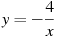 y = −4/x